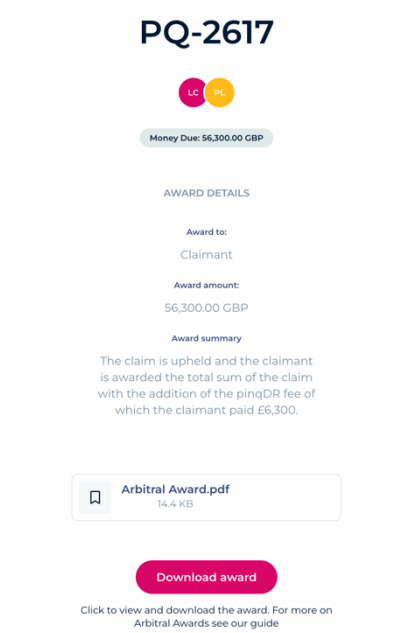 PQ-2617
LC PL
Money Due: 56,300.00 GBP
AWARD DETAILS
Award to:
Claimant
Award amount:
56,300.00 GBP
Award summary
The claim is upheld and the claimant
is awarded the total sum of the claim
with the addition of the pinqDR fee of
which the claimant paid £6,300.
Arbitral Award.pdf
14.4 KB
Download award
Click to view and download the award. For more on
Arbitral Awards see our guide